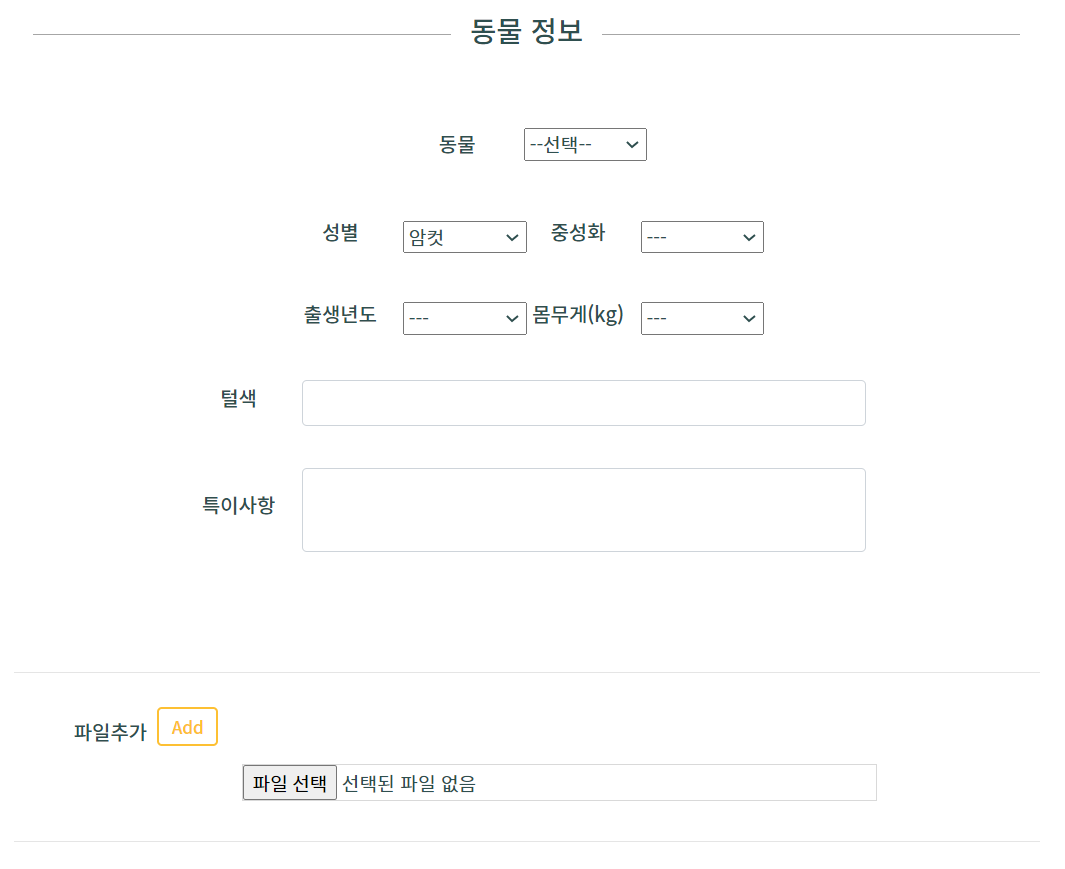 동물 정보
동물 --선택--
성별 암컷 중성화 ---
출생년도 --- 몸무게(kg) ---
털색
특이사항
파일추가 Add
파일 선택 선택된 파일 없음